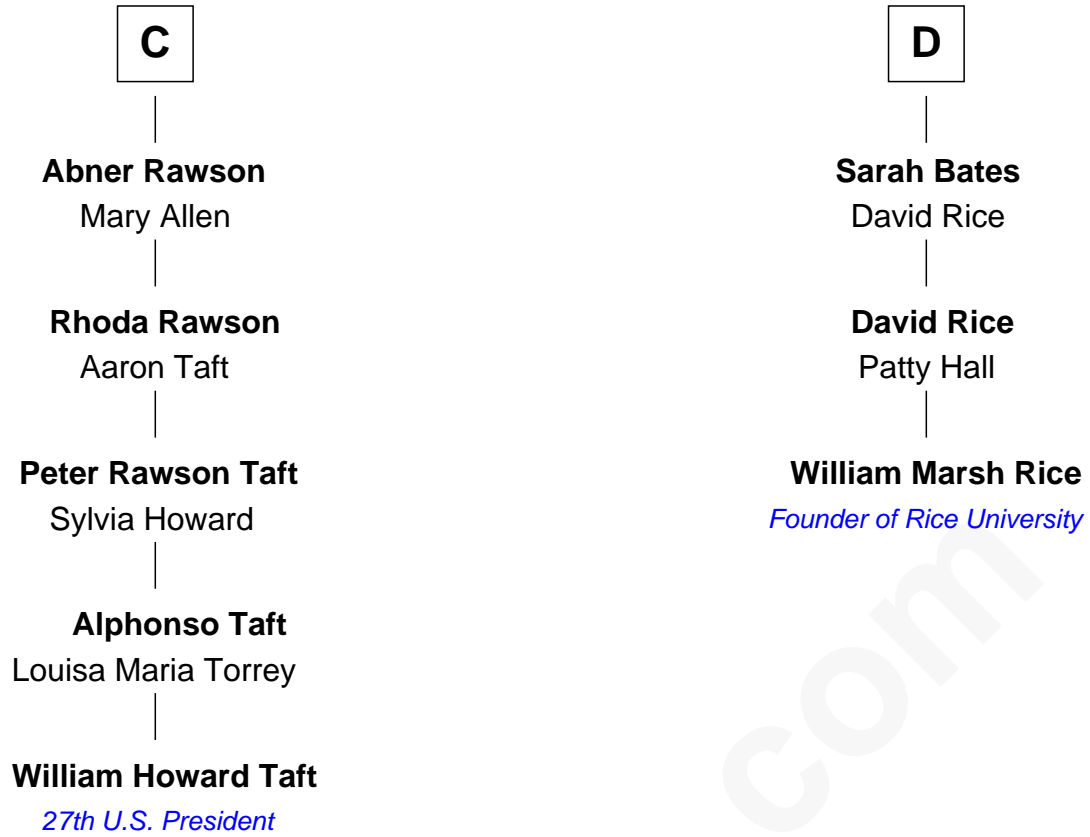 C
Abner Rawson
Mary Allen
Rhoda Rawson
Aaron Taft
Peter Rawson Taft
Sylvia Howard
Alphonso Taft
Louisa Maria Torrey
William Howard Taft
27th U.S. President
D
Sarah Bates
David Rice
David Rice
Patty Hall
William Marsh Rice
Founder of Rice University
com